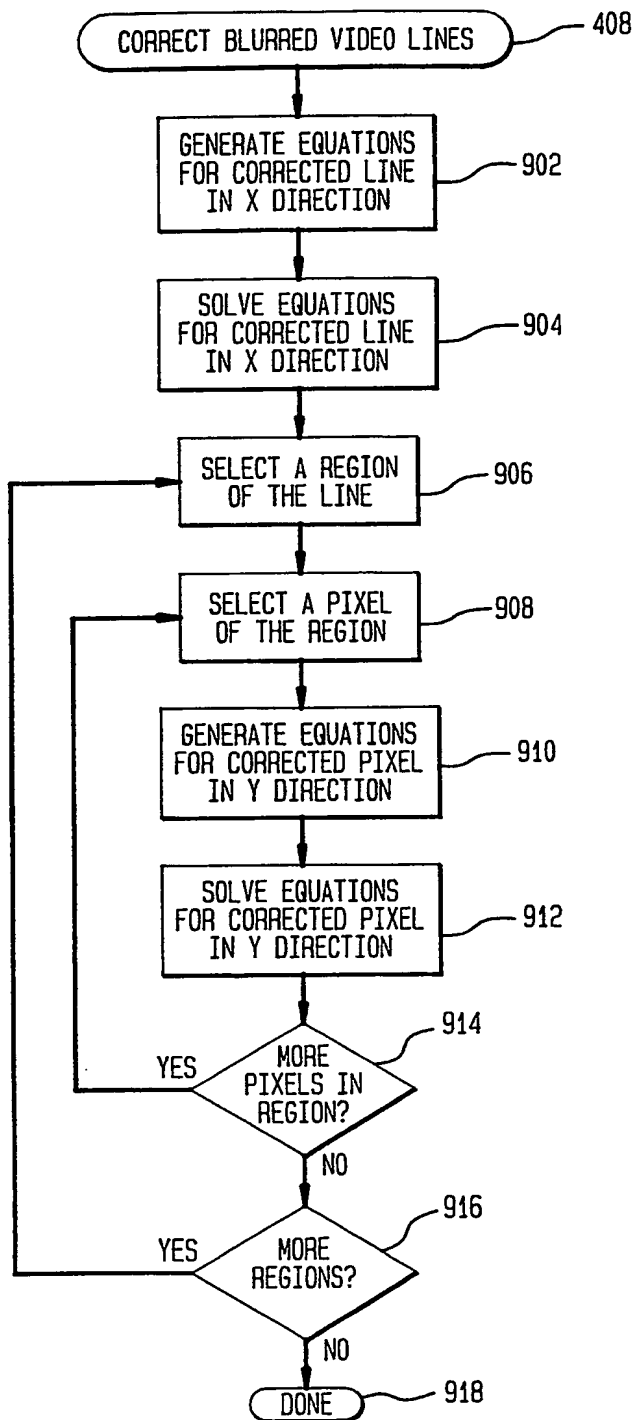 CORRECT BLURRED VIDEO LINES
408
GENERATE EQUATIONS
FOR CORRECTED LINE
IN X DIRECTION
902
SOLVE EQUATIONS
FOR CORRECTED LINE
IN X DIRECTION
904
SELECT A REGION
OF THE LINE
906
SELECT A PIXEL
OF THE REGION
908
GENERATE EQUATIONS
FOR CORRECTED PIXEL
IN Y DIRECTION
910
SOLVE EQUATIONS
FOR CORRECTED PIXEL
IN Y DIRECTION
912
914
YES
MORE
PIXELS IN
REGION?
NO
916
YES
MORE
REGIONS?
NO
DONE
918